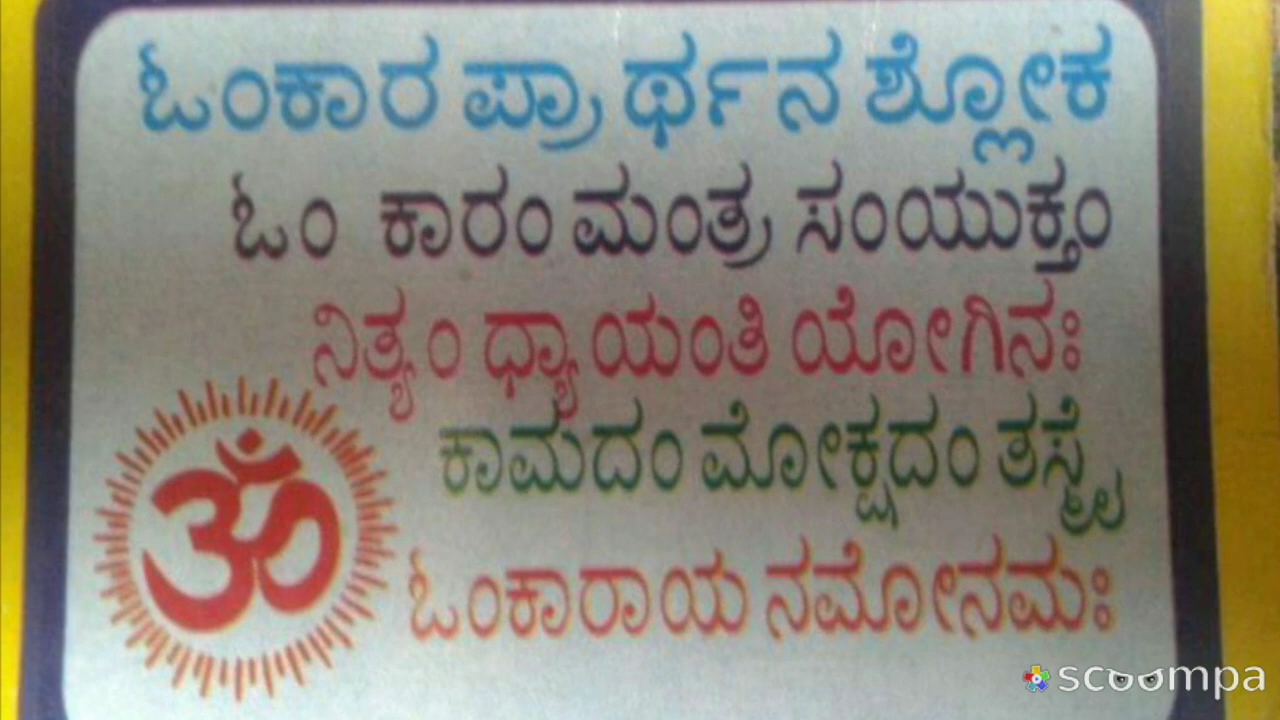 ಓಂಕಾರ ಪ್ರಾರ್ಥನ ಶ್ಲೋಕ
ಓಂ ಕಾರಂ ಮಂತ್ರ ಸಂಯುಕ್ತಂ
ನಿತ್ಯಂ ಧ್ಯಾಯಂತಿ ಯೋಗಿನಃ
ಕಾಮದಂ ಮೋಕ್ಷದಂ ತಸ್ಮೈ
ॐ
ಓಂಕಾರಾಯ ನಮೋನಮಃ
scoompa